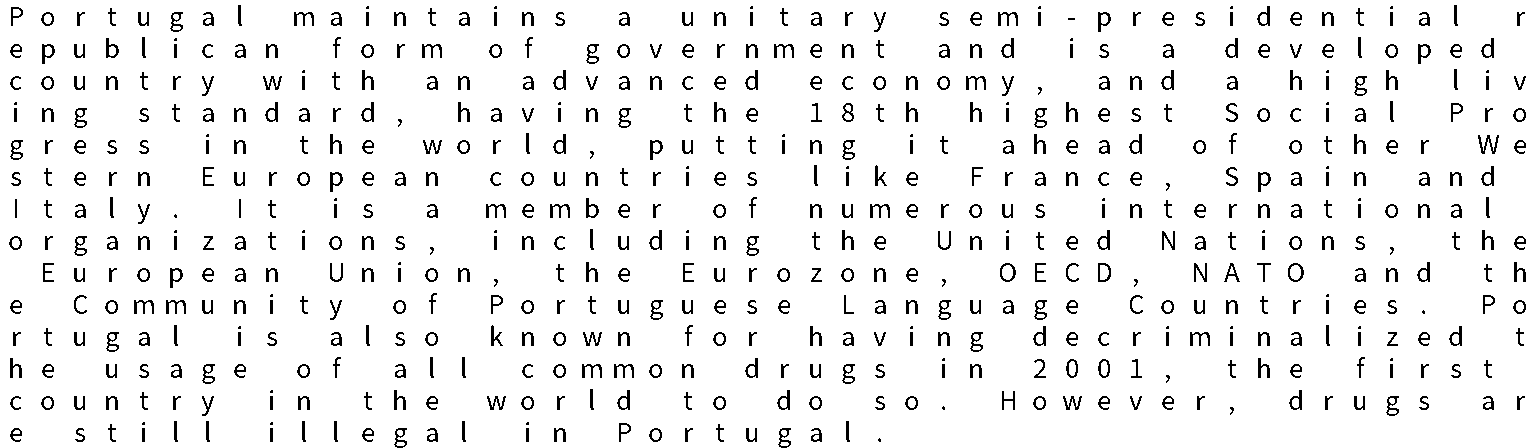 Portugal maintains a unitary semi-presidential r
epublican form of government and is a developed
country with an advanced economy, and a high liv
ing standard, having the 18th highest Social Pro
gress in the world, putting it ahead of other We
stern European countries like France, Spain and
Italy. It is a member of numerous international
organizations, including the United Nations, the
 European Union, the Eurozone, OECD, NATO and th
e Community of Portuguese Language Countries. Po
rtugal is also known for having decriminalized t
he usage of all common drugs in 2001, the first
country in the world to do so. However, drugs ar
e still illegal in Portugal.